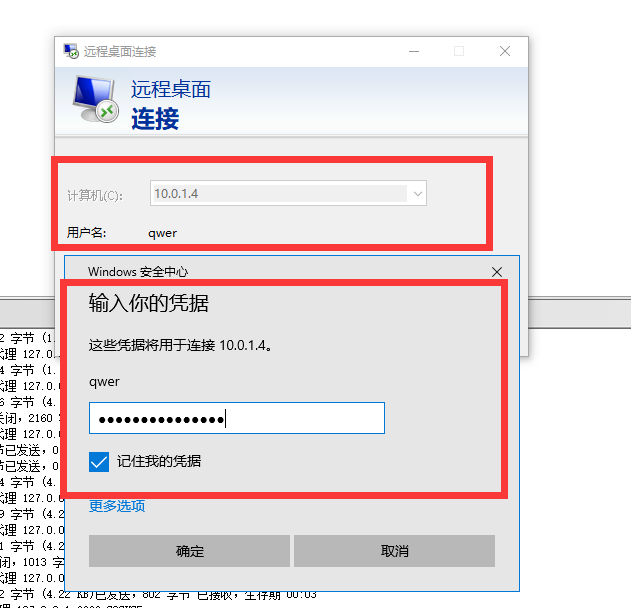 远程桌面连接
远程桌面
连接
计算机(C):
10.0.1.4
用户名:
qwer
Windows 安全中心
输入你的凭据
这些凭据将用于连接 10.0.1.4。
qwer
●●●●●●●●●●●●●●●
记住我的凭据
更多选项
确定
取消
2 字节 (1.
代理 127.0.
4 字节 (1.
代理 127.0.
6 字节 (4.
关闭, 2160
代理 127.0.
节已发送, 0
节已发送, 0
4 字节 (4.
代理 127.0.
9 字节 (4.2
代理 127.0.0
1 字节 (4.2
闭, 1013 字
代理 127.0.0
2 字节 (4.22 KB)已发送, 802 字节 已接收, 生存期 00:03